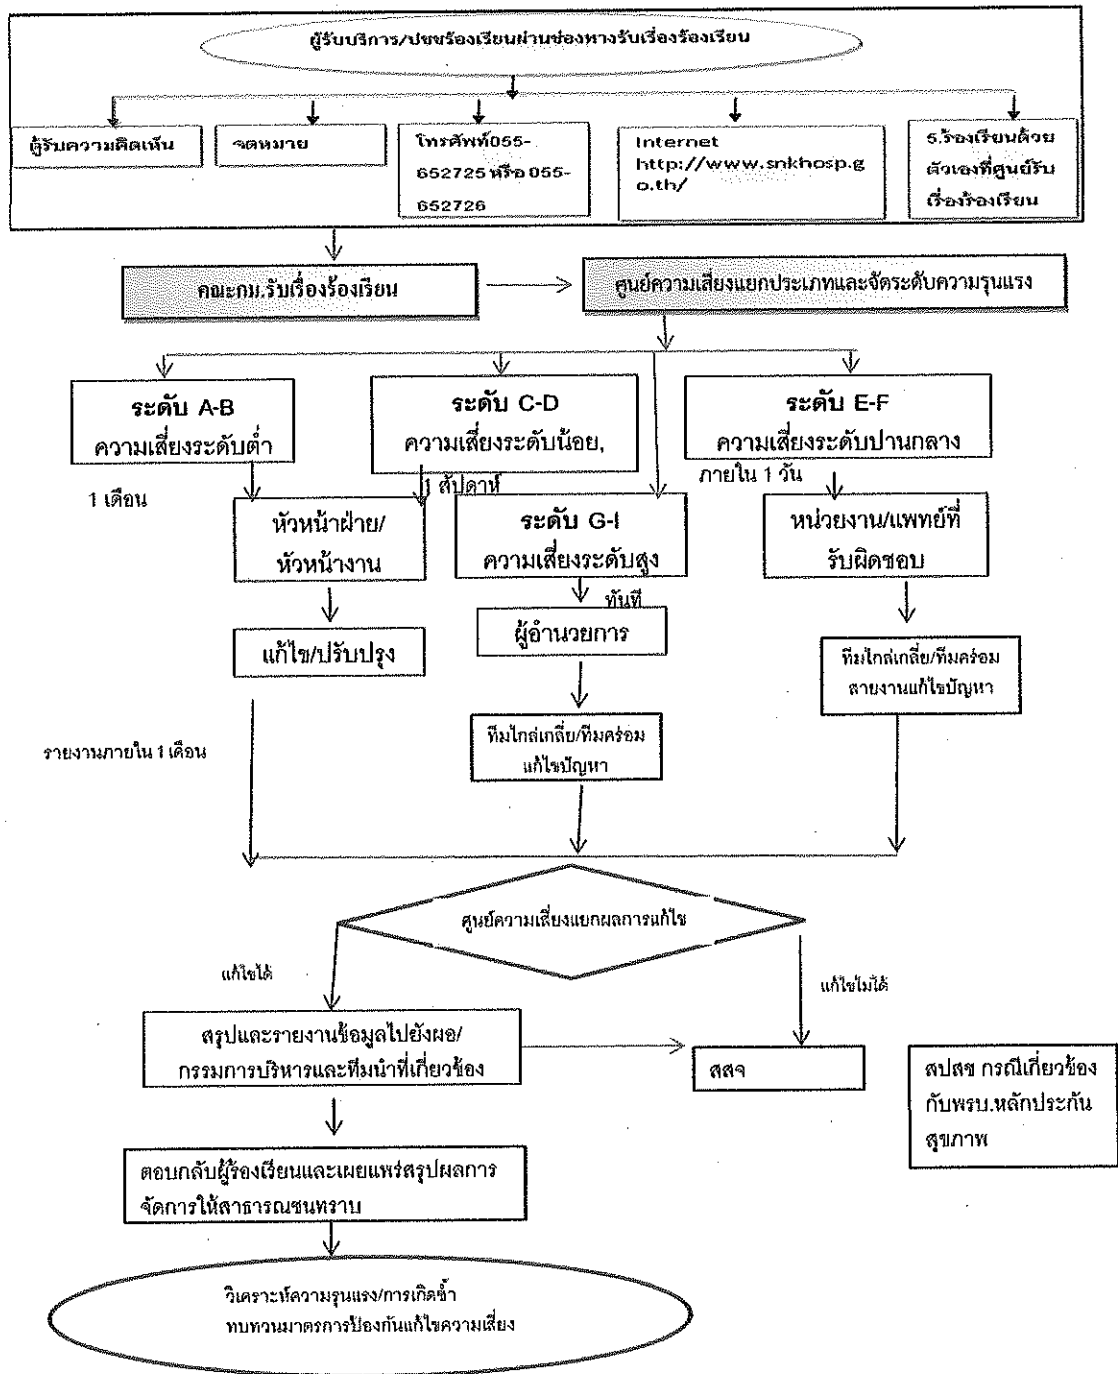 ผู้รับบริการ/ปชชร้องเรียนผ่านช่องทางรับเรื่องร้องเรียน
ตู้รับความคิดเห็น
จดหมาย
โทรศัพท์055-
652725 หรือ 055-
652726
Internet
http://www.snkhosp.g
o.th/
5.ร้องเรียนด้วย
ตัวเองที่ศูนย์รับ
เรื่องร้องเรียน
คณะกม.รับเรื่องร้องเรียน
ศูนย์ความเสี่ยงแยกประเภทและจัดระดับความรุนแรง
ระดับ A-B
ความเสี่ยงระดับต่ำ
ระดับ C-D
ความเสี่ยงระดับน้อย,
ระดับ E-F
ความเสี่ยงระดับปานกลาง
1 เดือน
1 สัปดาห์
ภายใน 1 วัน
หัวหน้าฝ่าย/
หัวหน้างาน
ระดับ G-I
ความเสี่ยงระดับสูง
หน่วยงาน/แพทย์ที่
รับผิดชอบ
ทันที
แก้ไข/ปรับปรุง
ผู้อำนวยการ
ทีมไกล่เกลี่ย/ทีมคร่อม
สายงานแก้ไขปัญหา
รายงานภายใน 1 เดือน
ทีมไกล่เกลี่ย/ทีมคร่อม
แก้ไขปัญหา
ศูนย์ความเสี่ยงแยกผลการแก้ไข
แก้ไขได้
แก้ไขไม่ได้
สรุปและรายงานข้อมูลไปยังผอ/
กรรมการบริหารและทีมนำที่เกี่ยวข้อง
สสจ
สปสช กรณีเกี่ยวข้อง
กับพรบ.หลักประกัน
สุขภาพ
ตอบกลับผู้ร้องเรียนและเผยแพร่สรุปผลการ
จัดการให้สาธารณชนทราบ
วิเคราะห์ความรุนแรง/การเกิดซ้ำ
ทบทวนมาตรการป้องกันแก้ไขความเสี่ยง